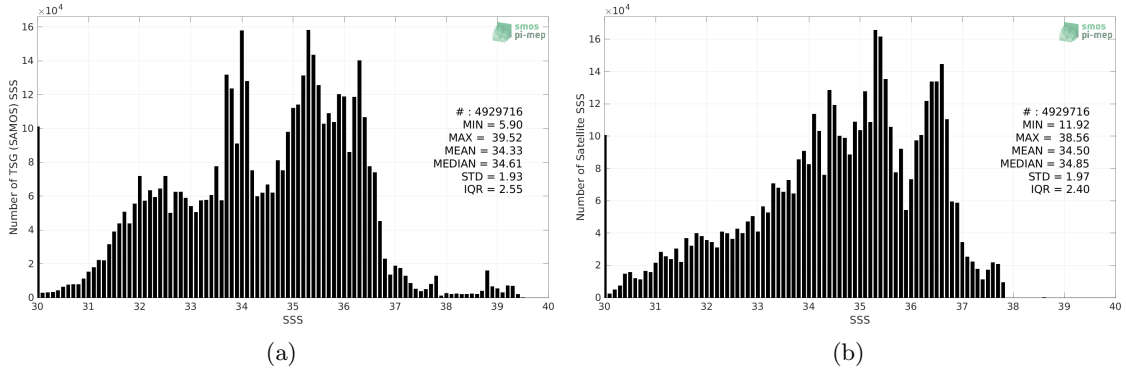 ×10⁴
16
14
12
10
8
6
4
2
0
Number of TSG (SAMOS) SSS
30 31 32 33 34 35 36 37 38 39 40
SSS
smos
pi-mep
# : 4929716
MIN = 5.90
MAX = 39.52
MEAN = 34.33
MEDIAN = 34.61
STD = 1.93
IQR = 2.55
(a)
×10⁴
16
14
12
10
8
6
4
2
0
Number of Satellite SSS
30 31 32 33 34 35 36 37 38 39 40
SSS
smos
pi-mep
# : 4929716
MIN = 11.92
MAX = 38.56
MEAN = 34.50
MEDIAN = 34.85
STD = 1.97
IQR = 2.40
(b)